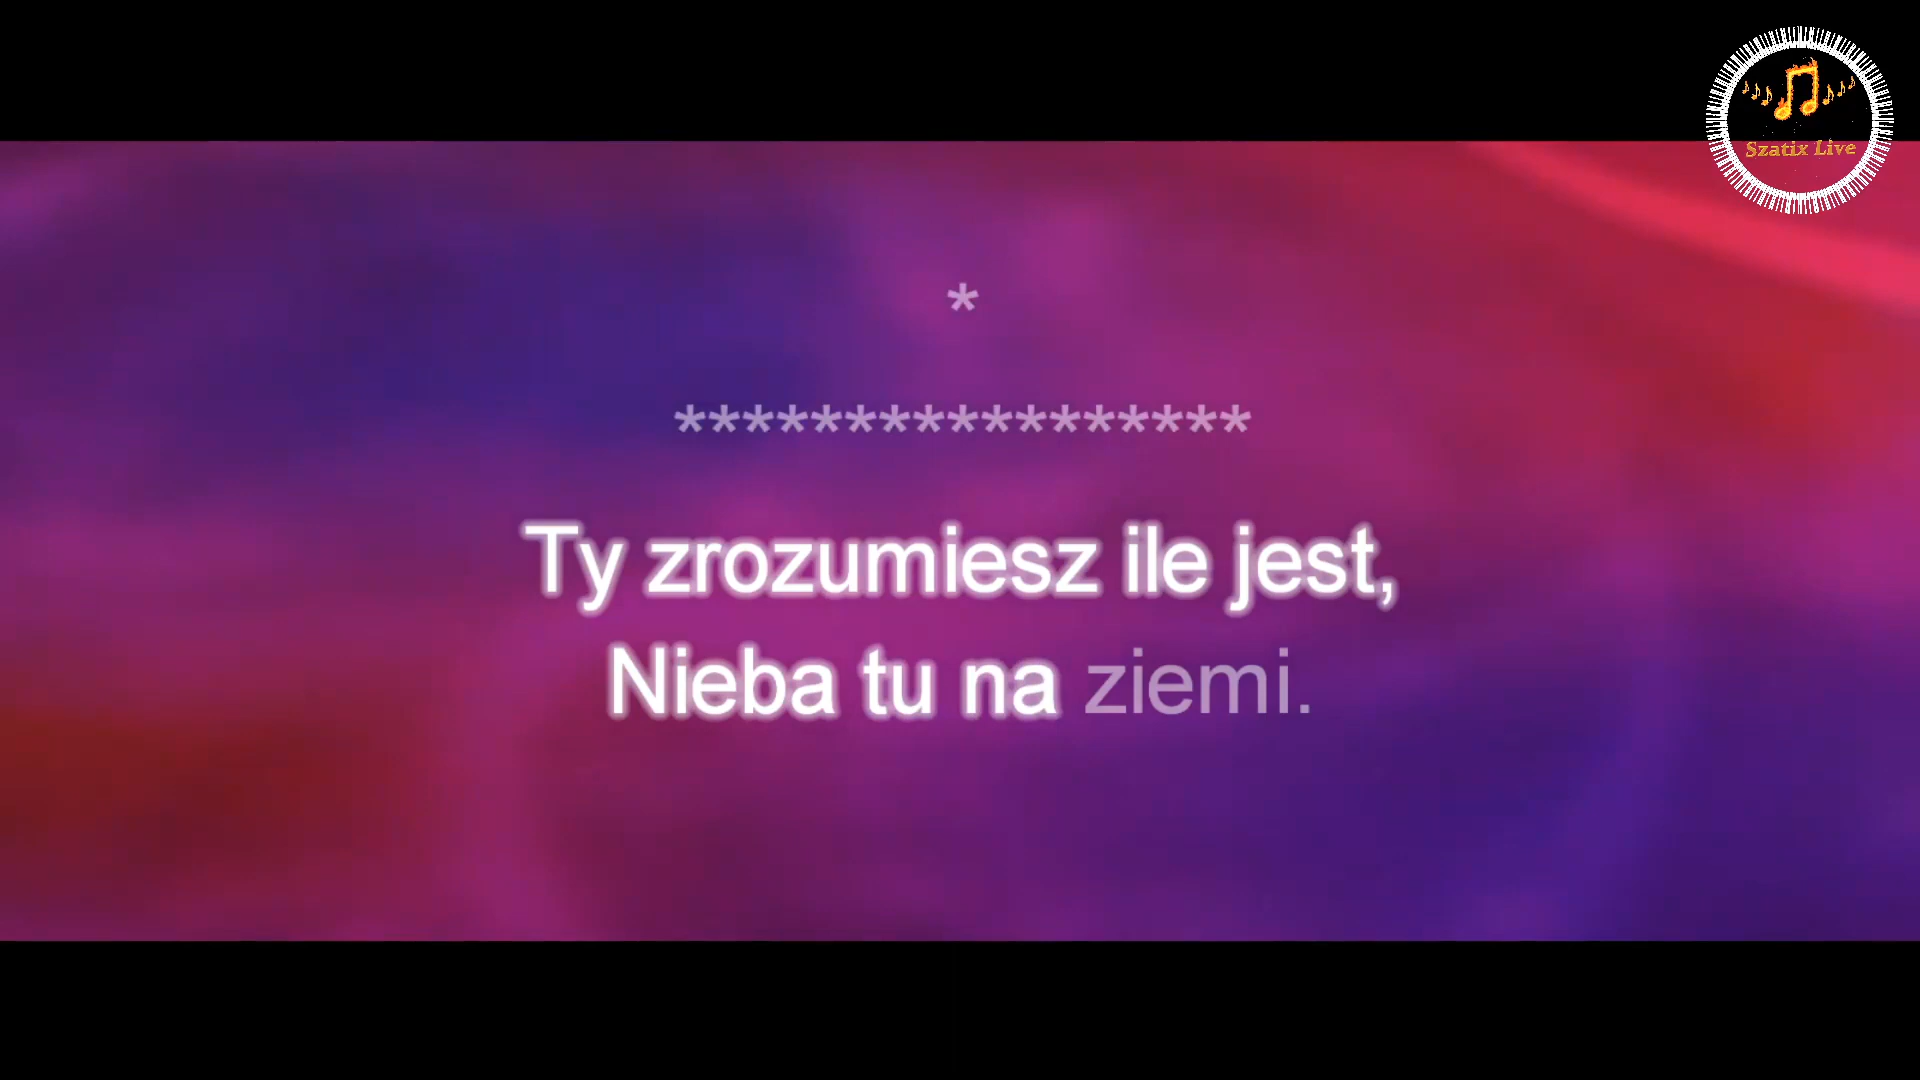 Szatix Live
*
*****************
Ty zrozumiesz ile jest,
Nieba tu na ziemi.